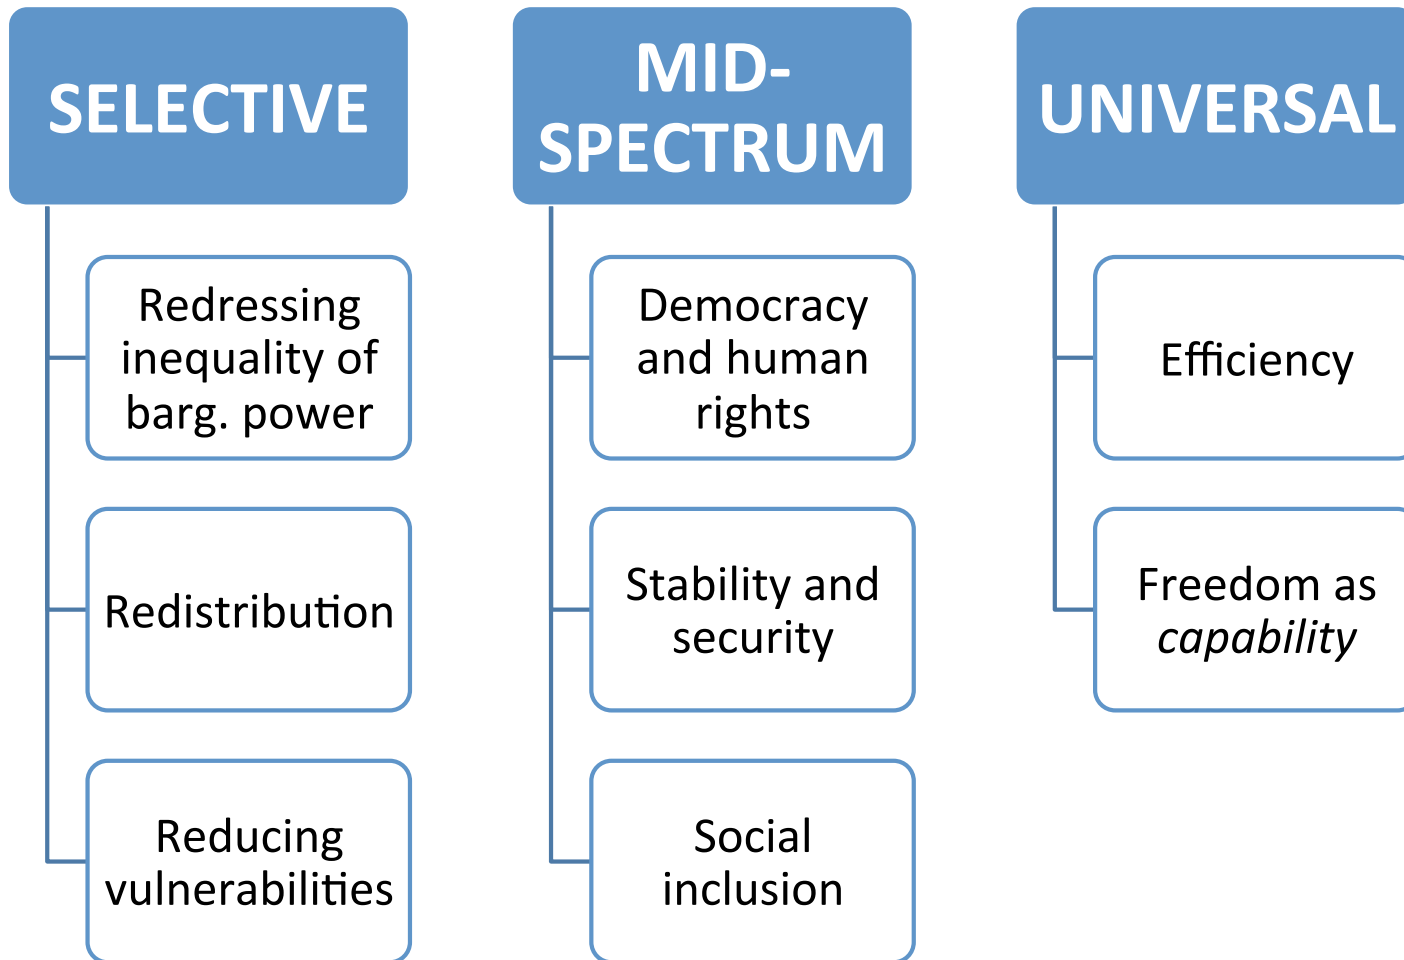 SELECTIVE
Redressing
inequality of
barg. power
Redistribution
Reducing
vulnerabilities
MID-
SPECTRUM
Democracy
and human
rights
Stability and
security
Social
inclusion
UNIVERSAL
Efficiency
Freedom as
capability